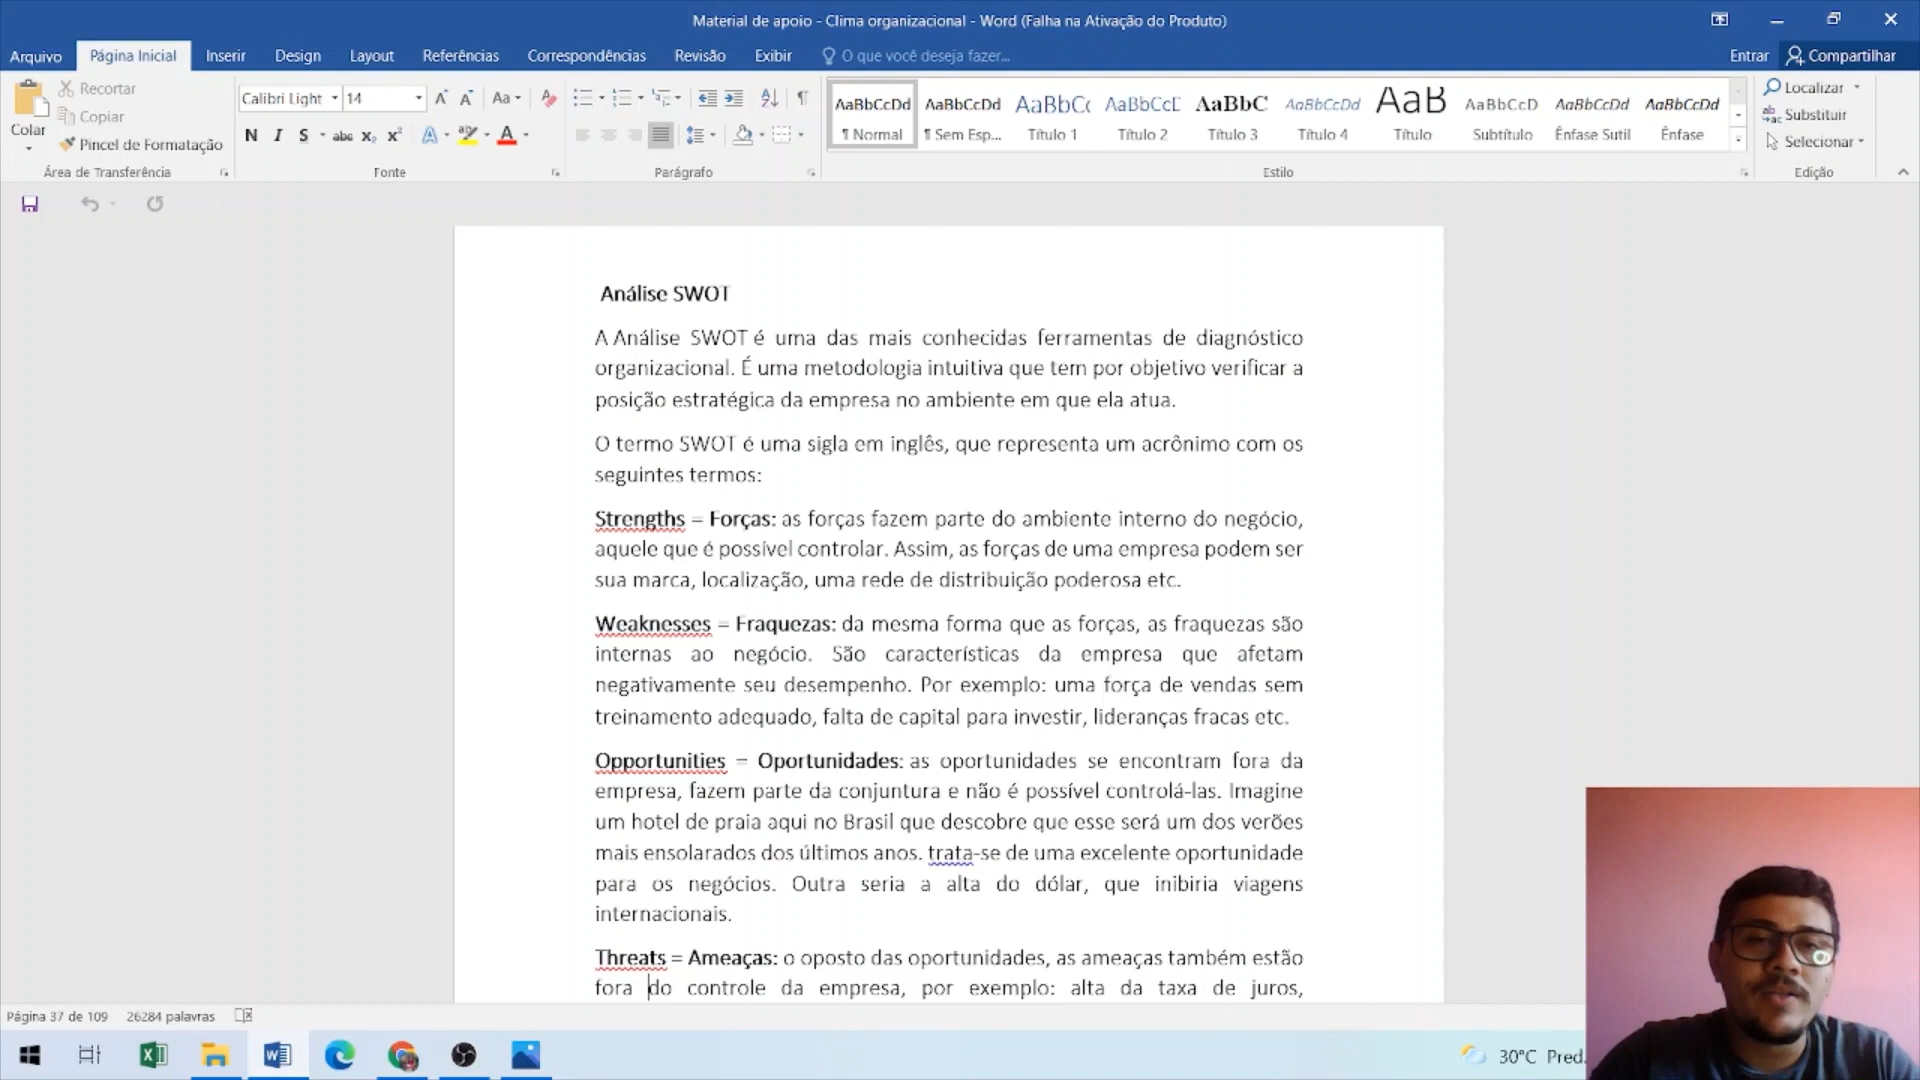 Material de apoio - Clima organizacional - Word (Falha na Ativação do Produto)
Arquivo Página Inicial Inserir Design Layout Referências Correspondências Revisão Exibir O que você deseja fazer... Entrar Compartilhar
Colar
Recortar
Copiar
Pincel de Formatação
Área de Transferência
Calibri Light 14
Aa
N I S abc x₂ x² A A
Fonte
Parágrafo
AaBbCcDd AaBbCcDd AaBbCc AaBbCcE AaBbC AaBbCcDd AaB AaBbCcD AaBbCcDd AaBbCcDd
¶ Normal ¶ Sem Esp... Título 1 Título 2 Título 3 Título 4 Título Subtítulo Ênfase Sutil Ênfase
Estilo
Localizar
Substituir
Selecionar
Edição
Análise SWOT
A Análise SWOT é uma das mais conhecidas ferramentas de diagnóstico
organizacional. É uma metodologia intuitiva que tem por objetivo verificar a
posição estratégica da empresa no ambiente em que ela atua.
O termo SWOT é uma sigla em inglês, que representa um acrônimo com os
seguintes termos:
Strengths = Forças: as forças fazem parte do ambiente interno do negócio,
aquele que é possível controlar. Assim, as forças de uma empresa podem ser
sua marca, localização, uma rede de distribuição poderosa etc.
Weaknesses = Fraquezas: da mesma forma que as forças, as fraquezas são
internas ao negócio. São características da empresa que afetam
negativamente seu desempenho. Por exemplo: uma força de vendas sem
treinamento adequado, falta de capital para investir, lideranças fracas etc.
Opportunities = Oportunidades: as oportunidades se encontram fora da
empresa, fazem parte da conjuntura e não é possível controlá-las. Imagine
um hotel de praia aqui no Brasil que descobre que esse será um dos verões
mais ensolarados dos últimos anos. trata-se de uma excelente oportunidade
para os negócios. Outra seria a alta do dólar, que inibiria viagens
internacionais.
Threats = Ameaças: o oposto das oportunidades, as ameaças também estão
fora do controle da empresa, por exemplo: alta da taxa de juros,
Página 37 de 109 26284 palavras
30°C Pred.